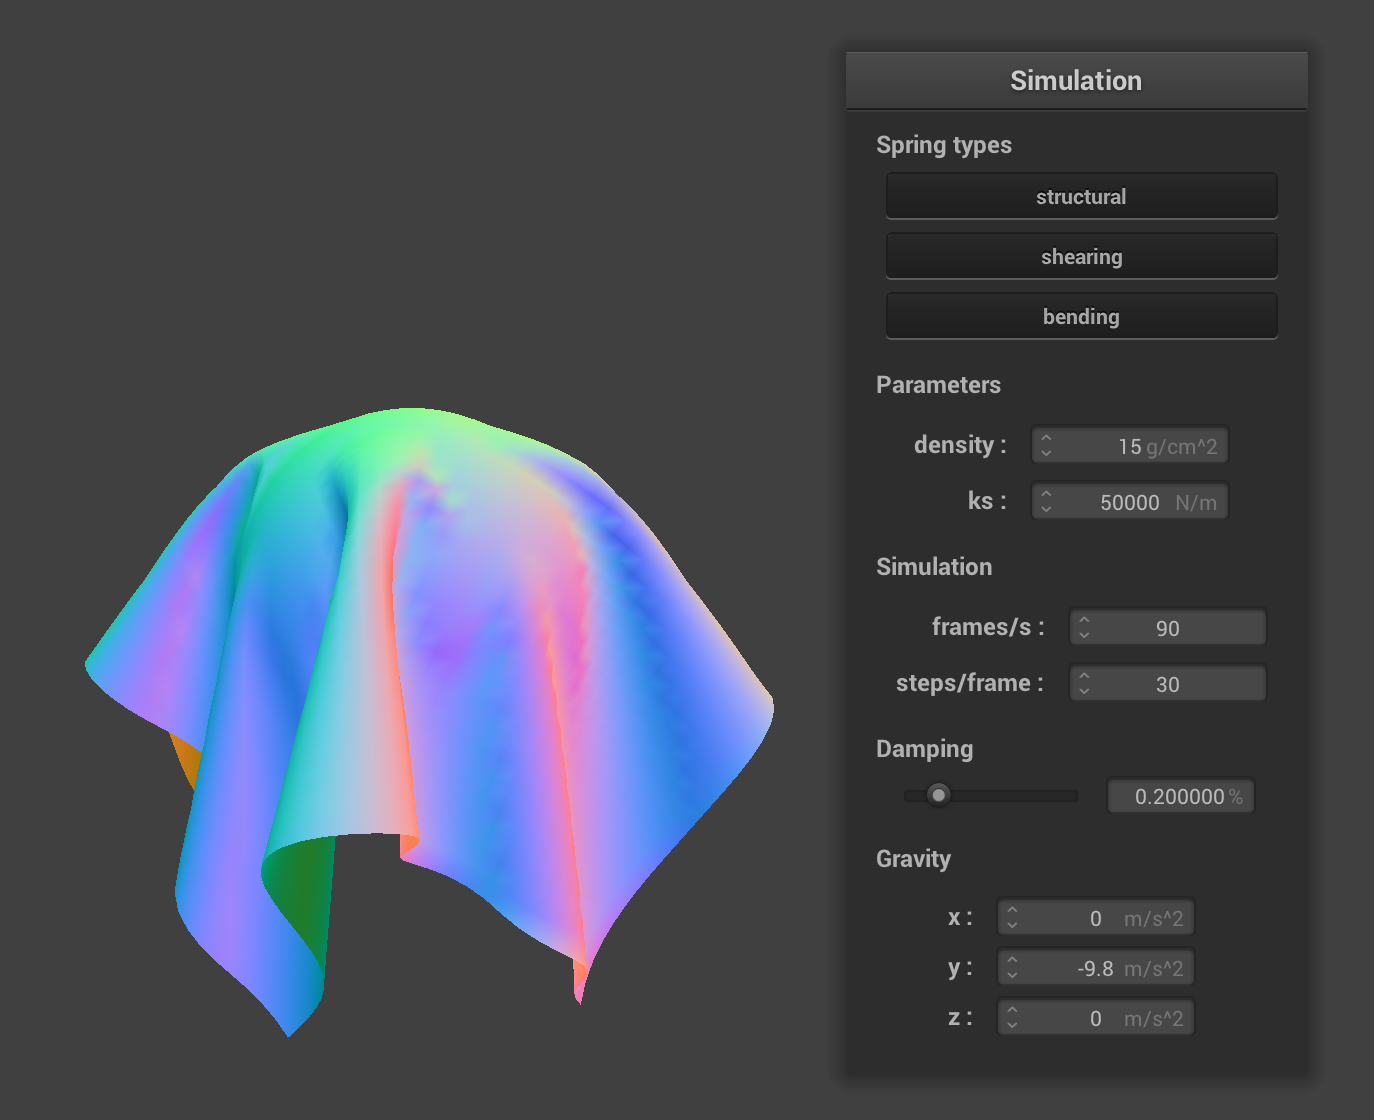 Simulation
Spring types
structural
shearing
bending
Parameters
density : 15 g/cm^2
ks : 50000 N/m
Simulation
frames/s : 90
steps/frame : 30
Damping
0.200000 %
Gravity
x : 0 m/s^2
y : -9.8 m/s^2
z : 0 m/s^2